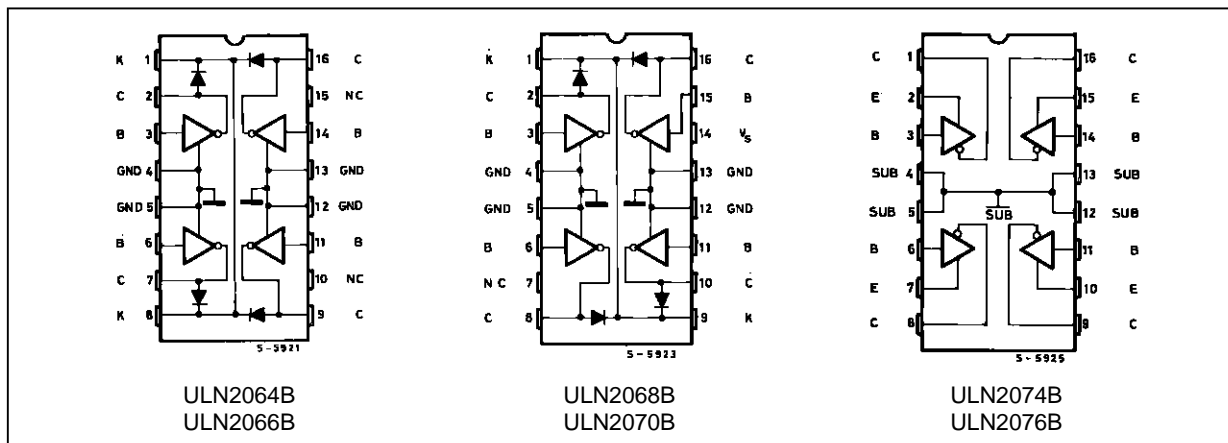 K 1 16 C
C 2 15 NC
B 3 14 B
GND 4 13 GND
GND 5 12 GND
B 6 11 B
C 7 10 NC
K 8 9 C
S-5921
ULN2064B
ULN2066B
K 1 16 C
C 2 15 B
B 3 14 Vs
GND 4 13 GND
GND 5 12 GND
B 6 11 B
NC 7 10 C
C 8 9 K
S-5923
ULN2068B
ULN2070B
C 1 16 C
E 2 15 E
B 3 14 B
SUB 4 13 SUB
SUB 5 12 SUB
SUB
B 6 11 B
E 7 10 E
C 8 9 C
S-5925
ULN2074B
ULN2076B